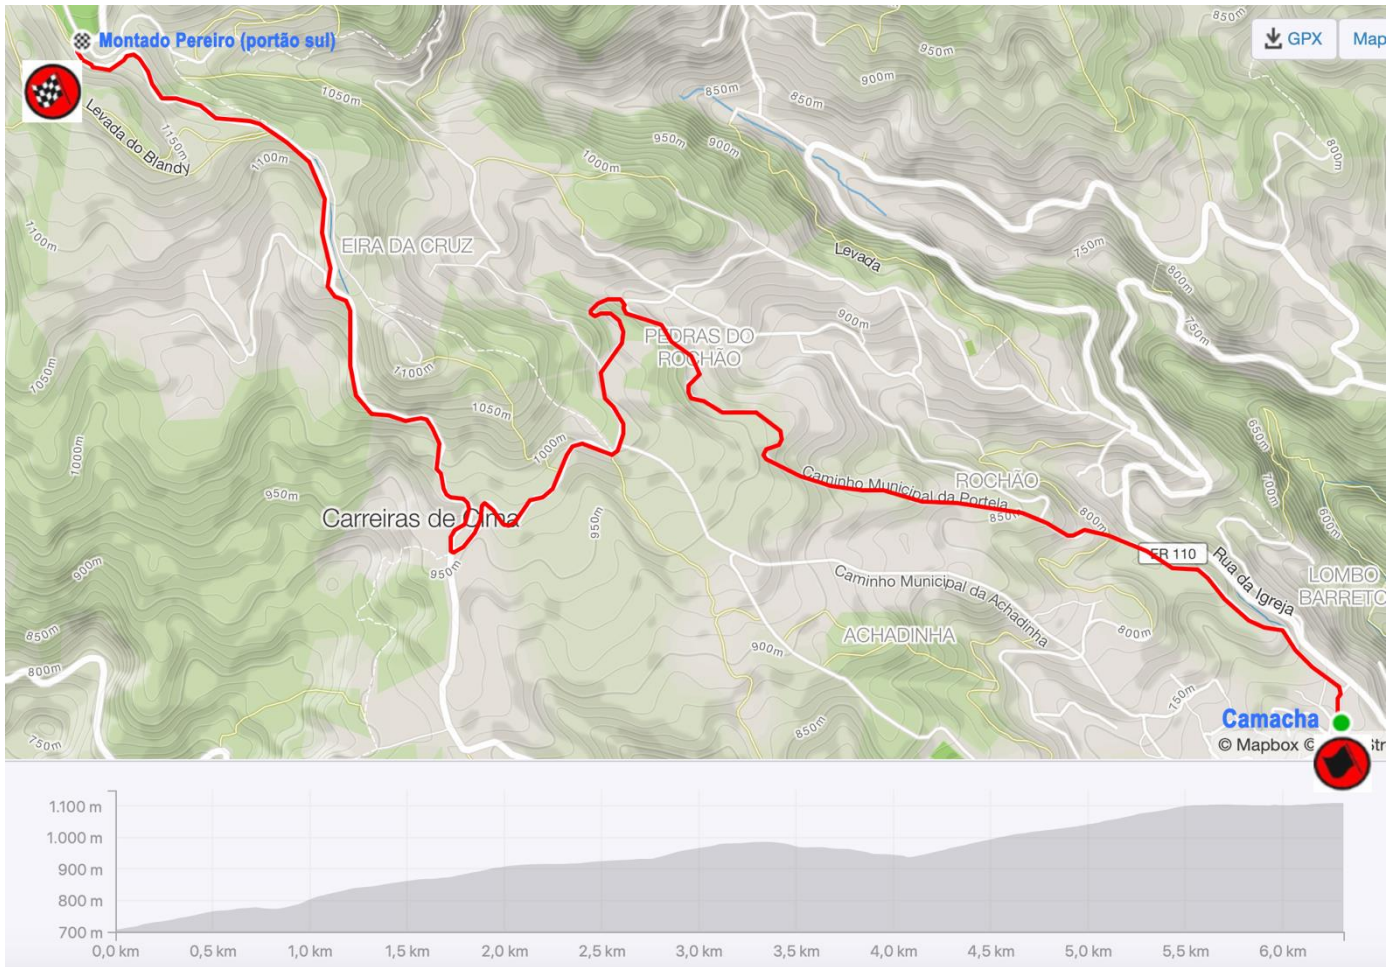 850m
GPX
Map
Montado Pereiro (portão sul)
950m
900m
850m
850m
1050m
Levada do Blandy
1150m
1100m
950m
900m
1000m
800m
1100m
EIRA DA CRUZ
Levada
750m
800m
900m
750m
PEDRAS DO
ROCHÃO
1050m
1100m
1050m
1000m
1000m
650m
700m
600m
950m
Caminho Municipal da Portela
ROCHÃO
850m
800m
Carreiras de Cima
950m
ER 110
Rua da Igreja
900m
950m
Caminho Municipal da Achadinha
LOMBO
BARRETO
850m
800m
ACHADINHA
800m
900m
750m
850m
750m
Camacha
© Mapbox ©
1.100 m
1.000 m
900 m
800 m
700 m
0,0 km
0,5 km
1,0 km
1,5 km
2,0 km
2,5 km
3,0 km
3,5 km
4,0 km
4,5 km
5,0 km
5,5 km
6,0 km